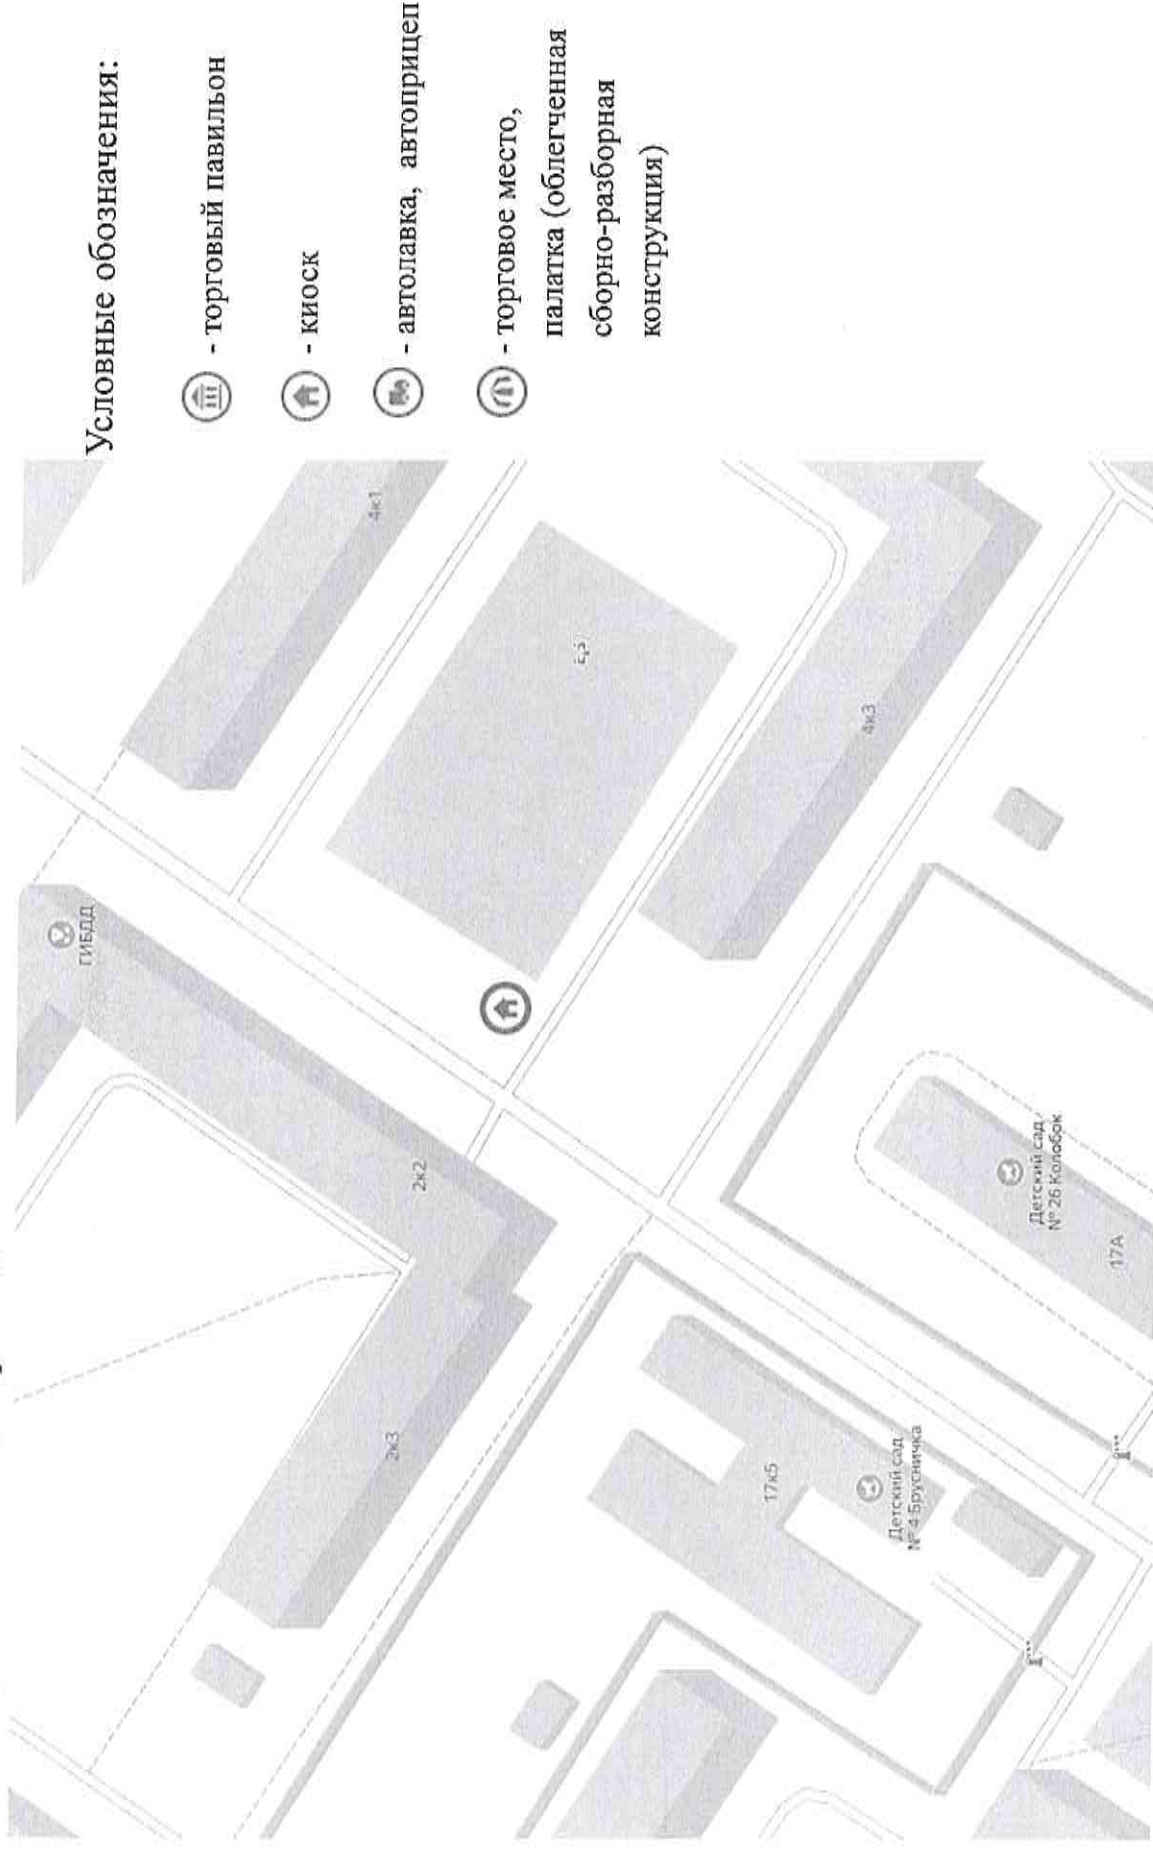 Условные обозначения:
- торговый павильон
- киоск
- автолавка, автоприцеп
- торговое место,
палатка (облегченная
сборно-разборная
конструкция)
4к1
4к3
ГИБДД
2к2
2к3
Детский сад
№ 26 Колобок
17А
17к5
Детский сад
№ 4 Брусничка